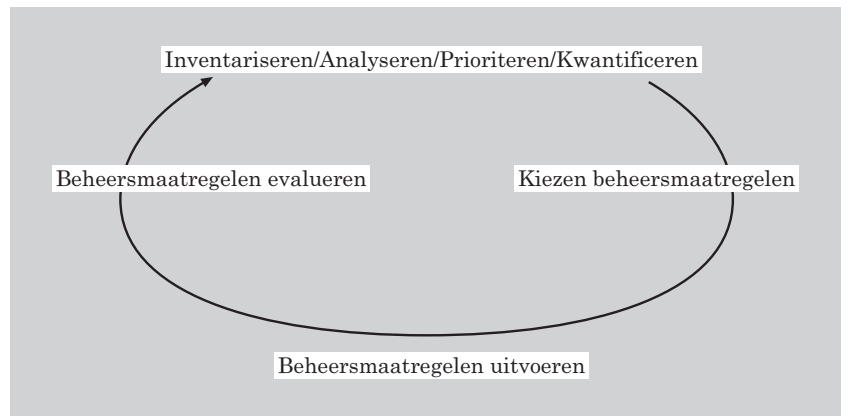 Inventariseren/Analyseren/Prioriteren/Kwantificeren
Beheersmaatregelen evalueren
Kiezen beheersmaatregelen
Beheersmaatregelen uitvoeren